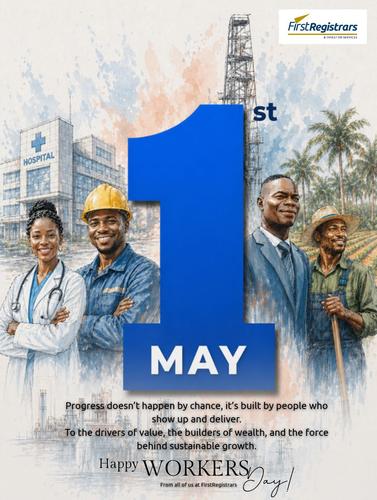 FirstRegistrars
& INVESTOR SERVICES
1st
HOSPITAL
MAY
Progress doesn't happen by chance, it's built by people who
show up and deliver.
To the drivers of value, the builders of wealth, and the force
behind sustainable growth.
Happy WORKERS Day!
From all of us at FirstRegistrars